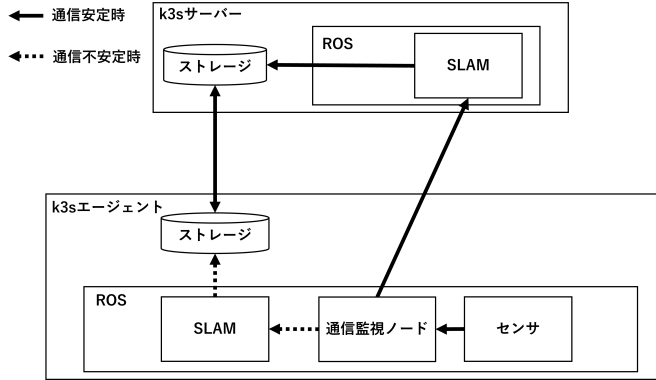 通信安定時
通信不安定時
k3sサーバー
ROS
ストレージ
SLAM
k3sエージェント
ストレージ
ROS
SLAM
通信監視ノード
センサ